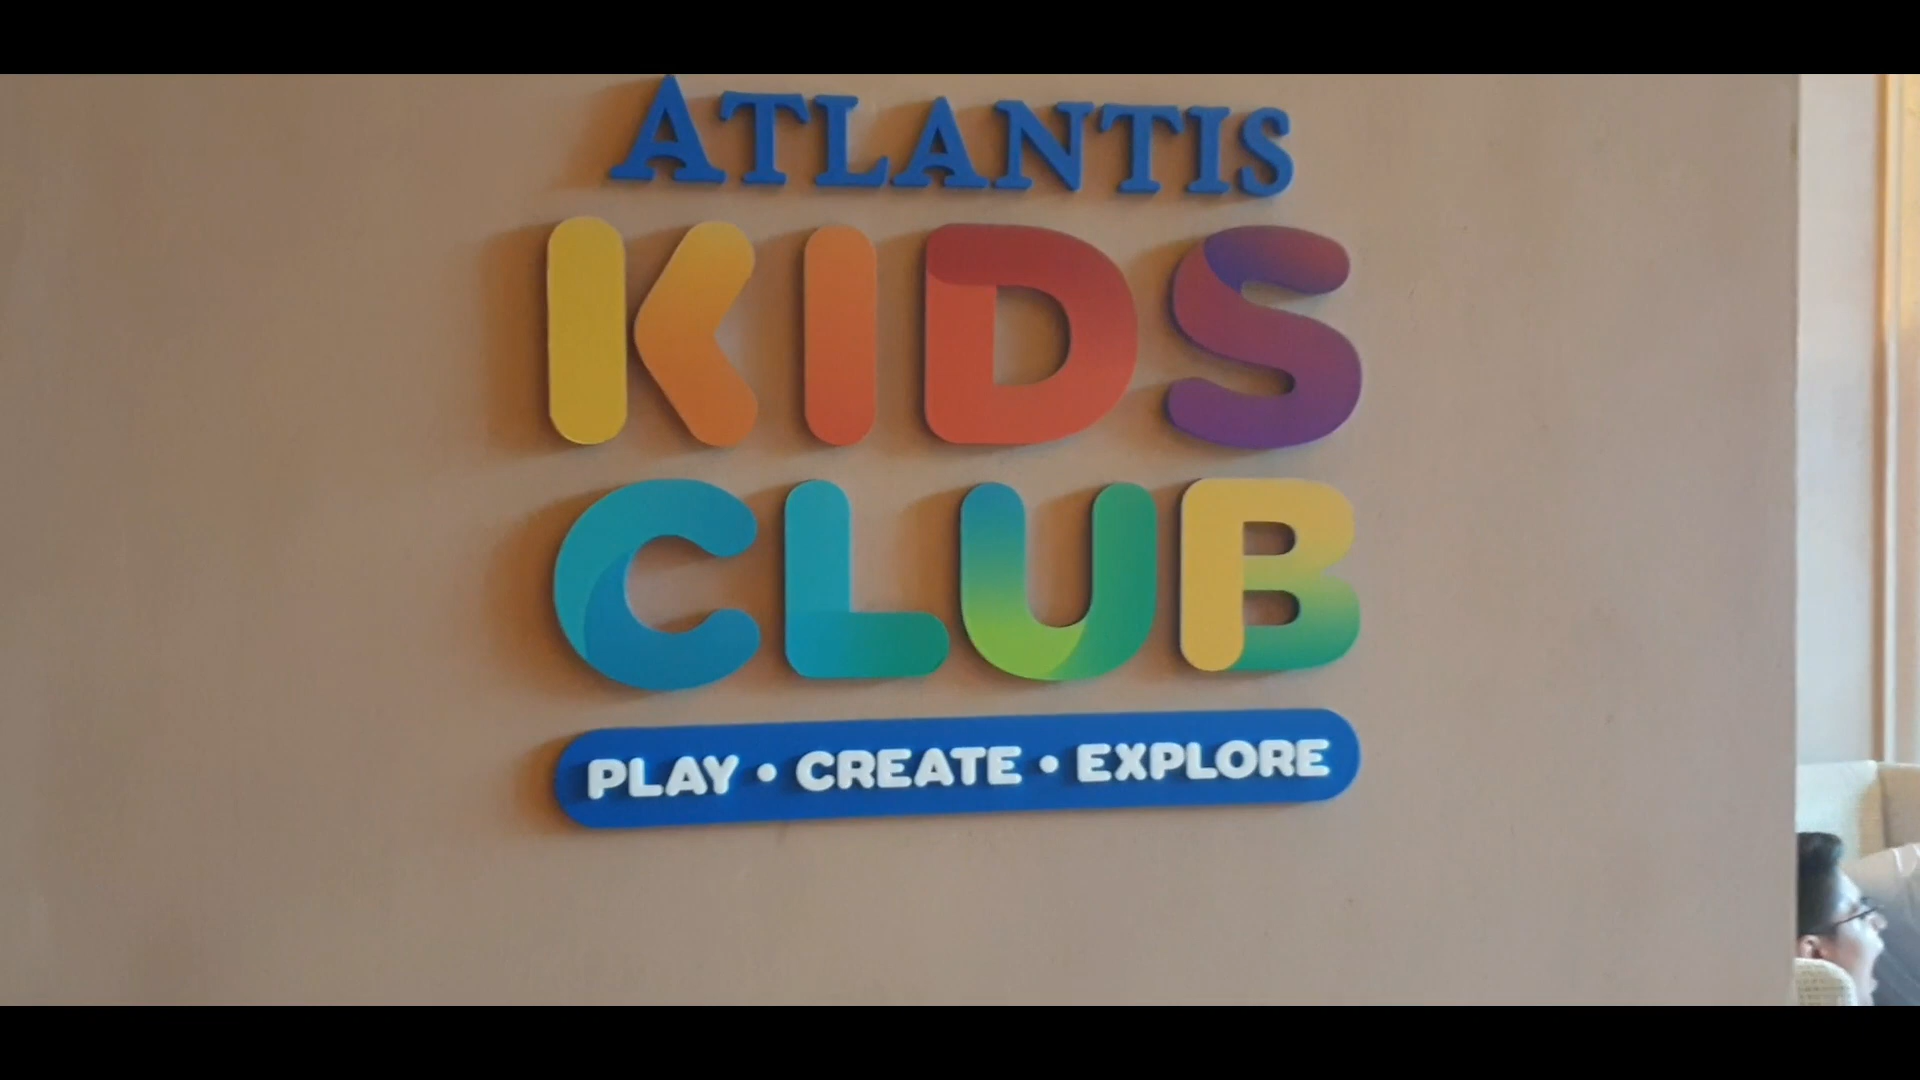 ATLANTIS
KIDS
CLUB
PLAY • CREATE • EXPLORE